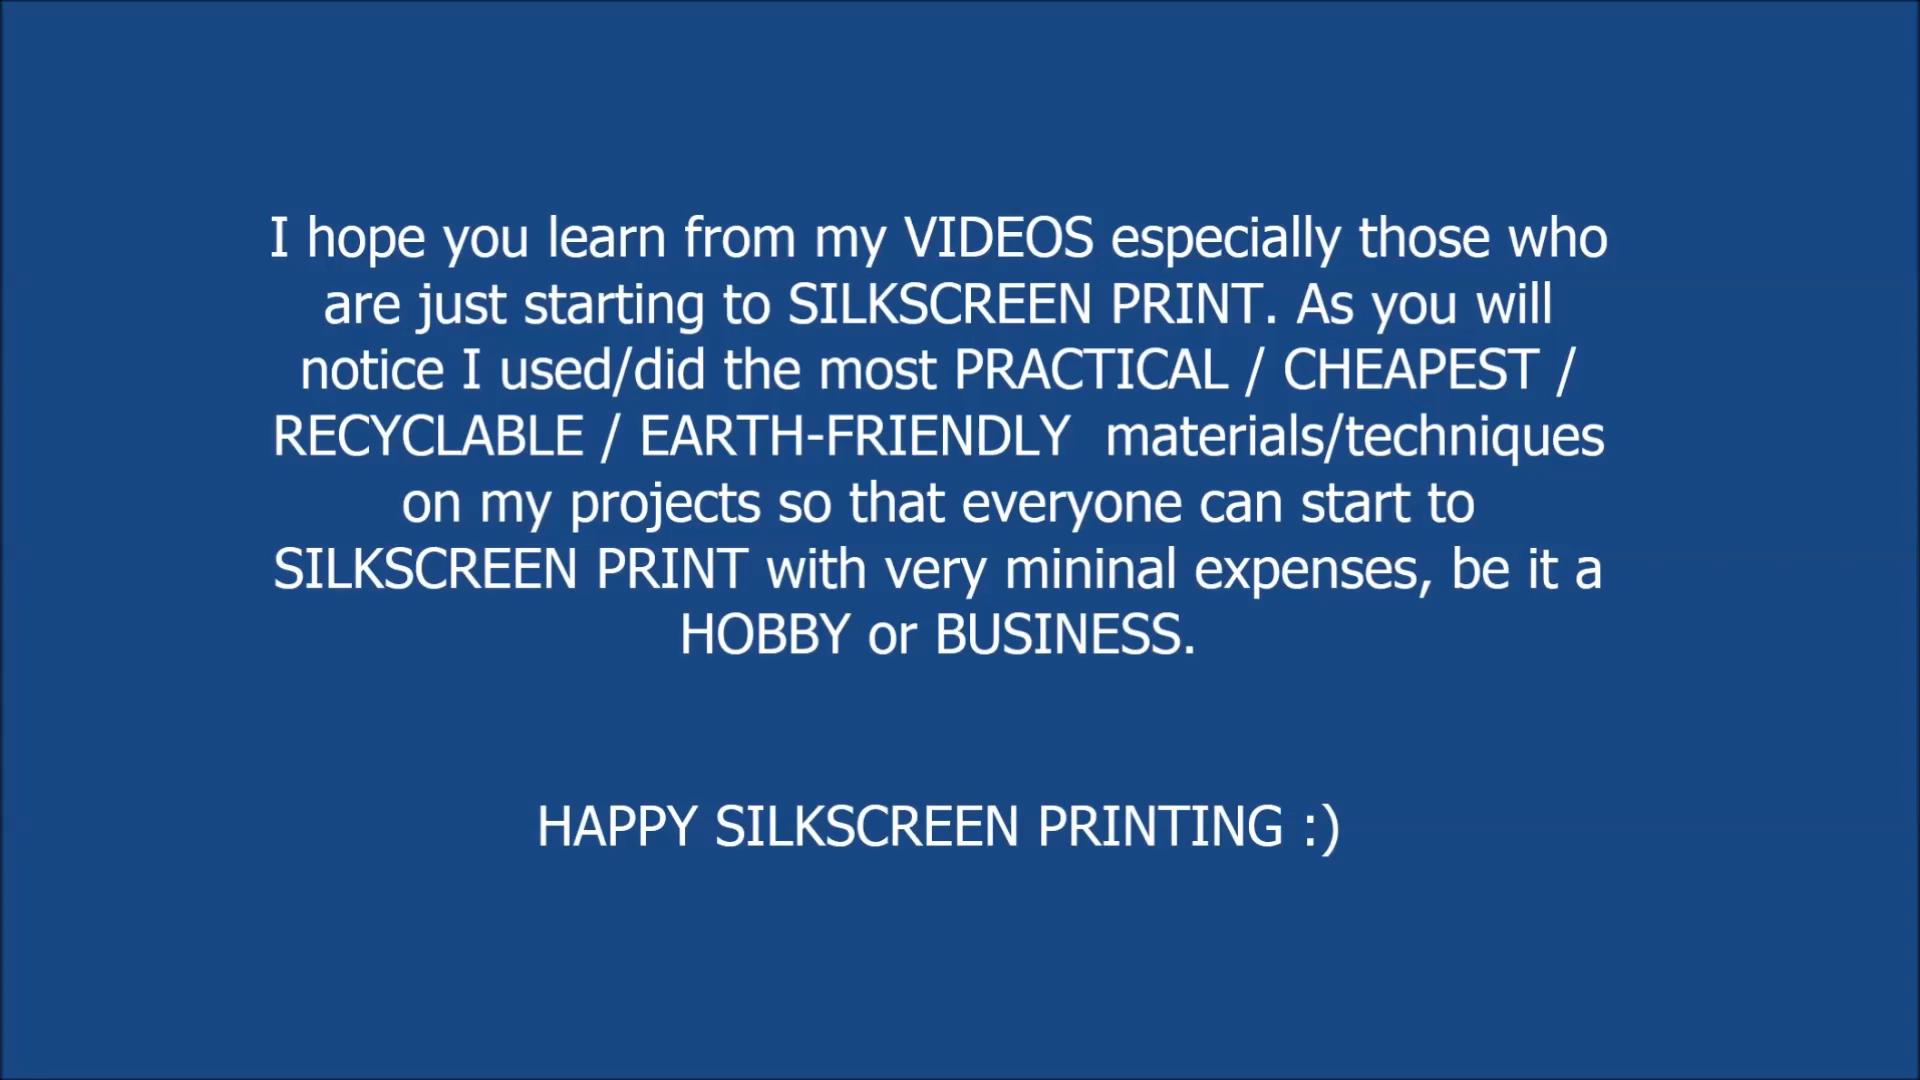 I hope you learn from my VIDEOS especially those who
are just starting to SILKSCREEN PRINT. As you will
notice I used/did the most PRACTICAL / CHEAPEST /
RECYCLABLE / EARTH-FRIENDLY  materials/techniques
on my projects so that everyone can start to
SILKSCREEN PRINT with very mininal expenses, be it a
HOBBY or BUSINESS.
HAPPY SILKSCREEN PRINTING :)